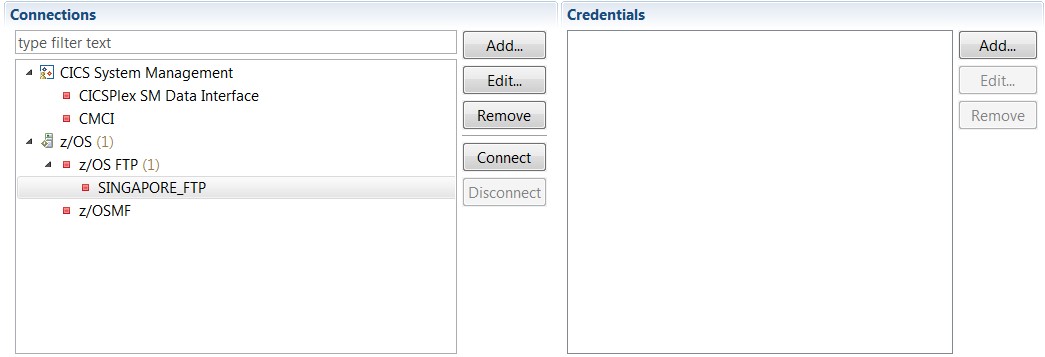 Connections
type filter text
CICS System Management
CICSPlex SM Data Interface
CMCI
z/OS (1)
z/OS FTP (1)
SINGAPORE_FTP
z/OSMF
Add...
Edit...
Remove
Connect
Disconnect
Credentials
Add...
Edit...
Remove